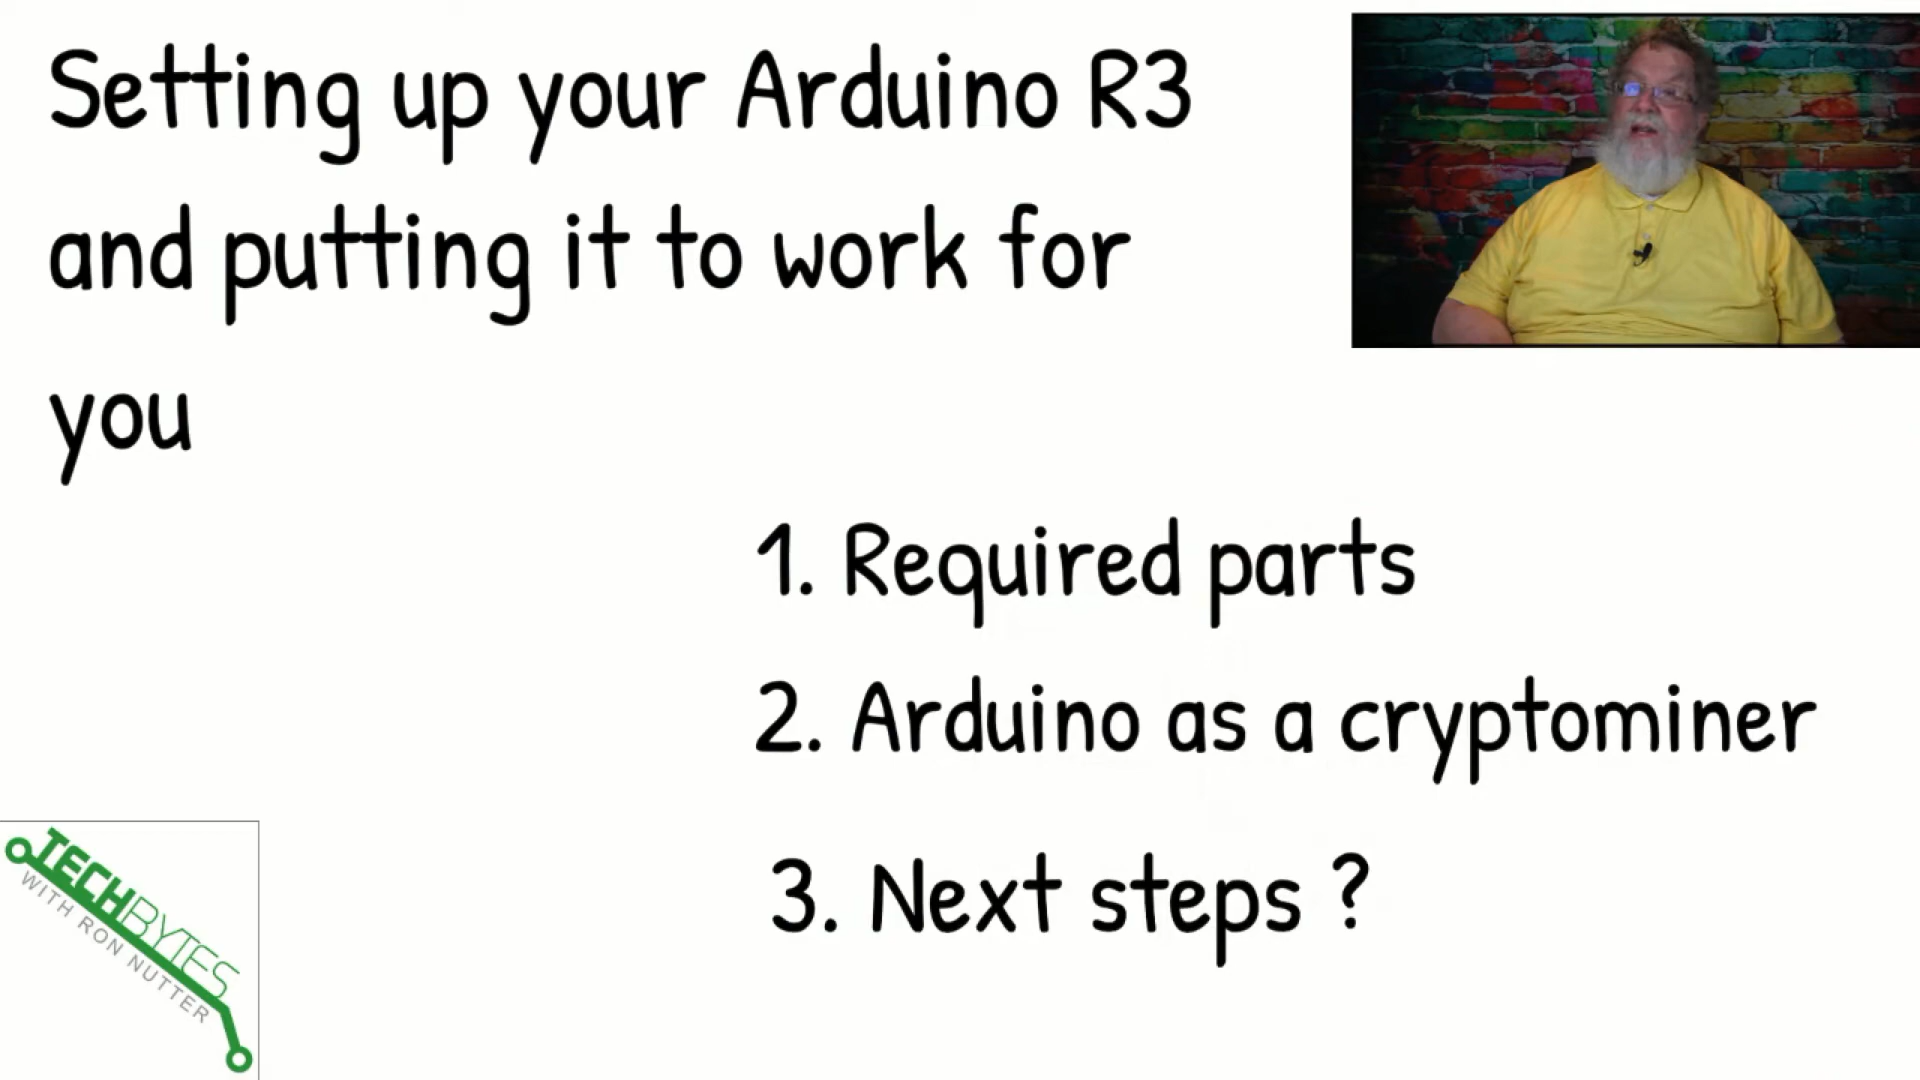 Setting up your Arduino R3
and putting it to work for
you
1. Required parts
2. Arduino as a cryptominer
3. Next steps ?
TECHBYTES
WITH RON NUTTER